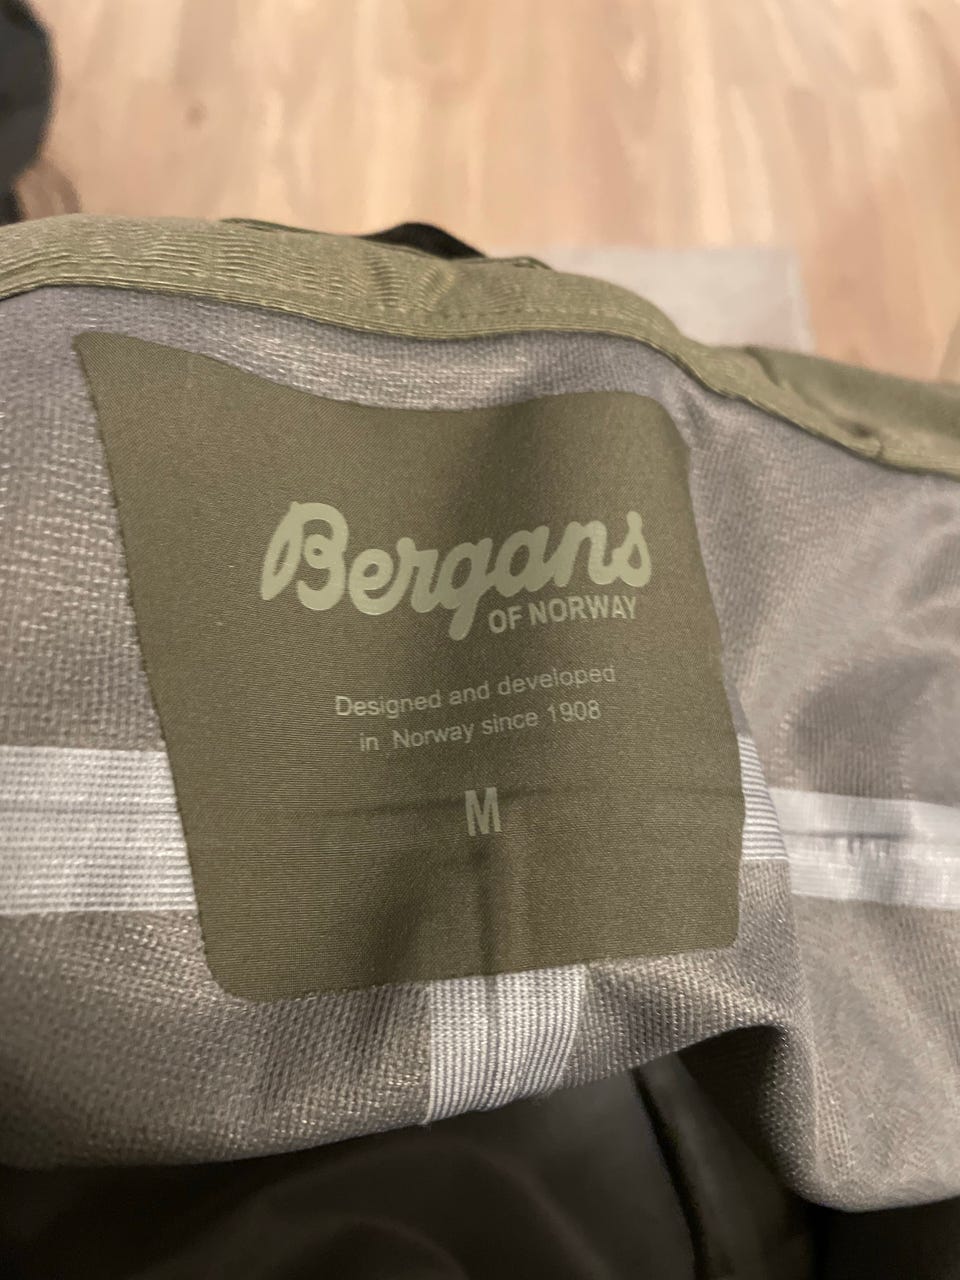 Bergans
OF NORWAY
Designed and developed
in Norway since 1908
M